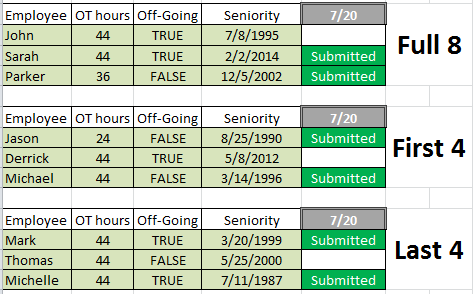 Employee OT hours Off-Going Seniority 7/20
John 44 TRUE 7/8/1995
Sarah 44 TRUE 2/2/2014 Submitted
Parker 36 FALSE 12/5/2002 Submitted
Full 8
Employee OT hours Off-Going Seniority 7/20
Jason 24 FALSE 8/25/1990 Submitted
Derrick 44 TRUE 5/8/2012
Michael 44 FALSE 3/14/1996 Submitted
First 4
Employee OT hours Off-Going Seniority 7/20
Mark 44 TRUE 3/20/1999 Submitted
Thomas 44 FALSE 5/25/2000
Michelle 44 TRUE 7/11/1987 Submitted
Last 4